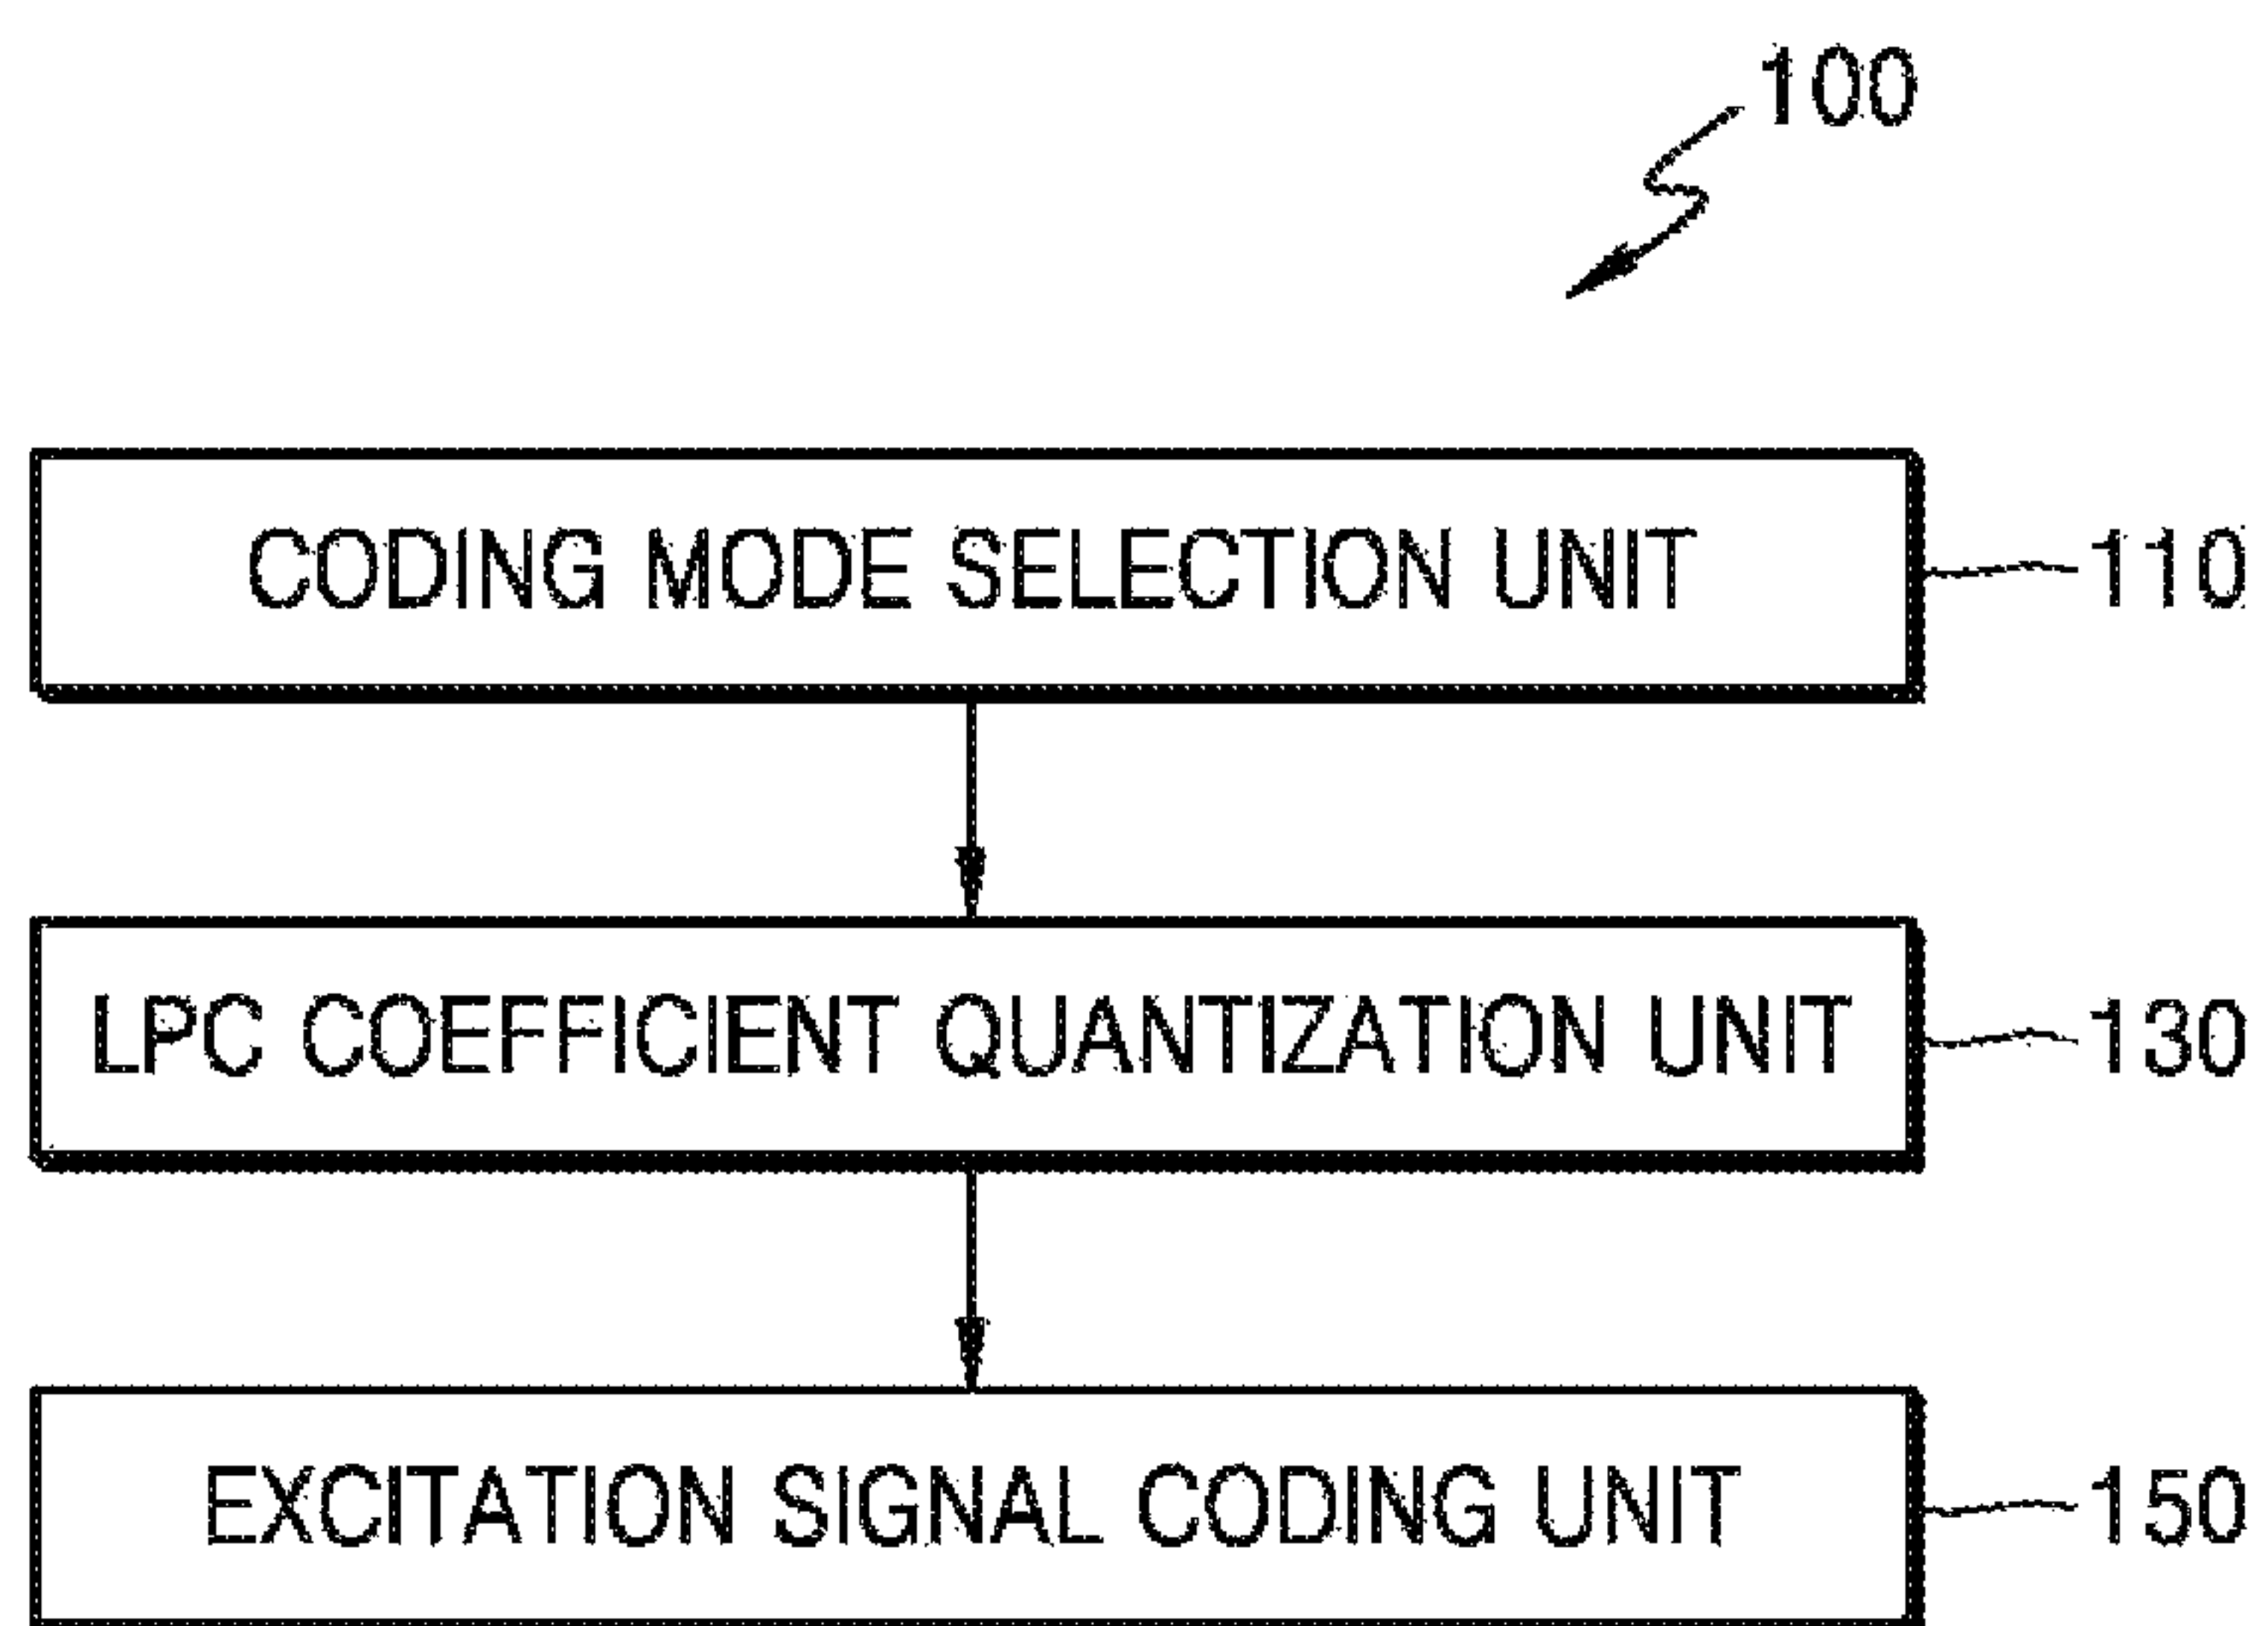 100
CODING MODE SELECTION UNIT
110
LPC COEFFICIENT QUANTIZATION UNIT
130
EXCITATION SIGNAL CODING UNIT
150